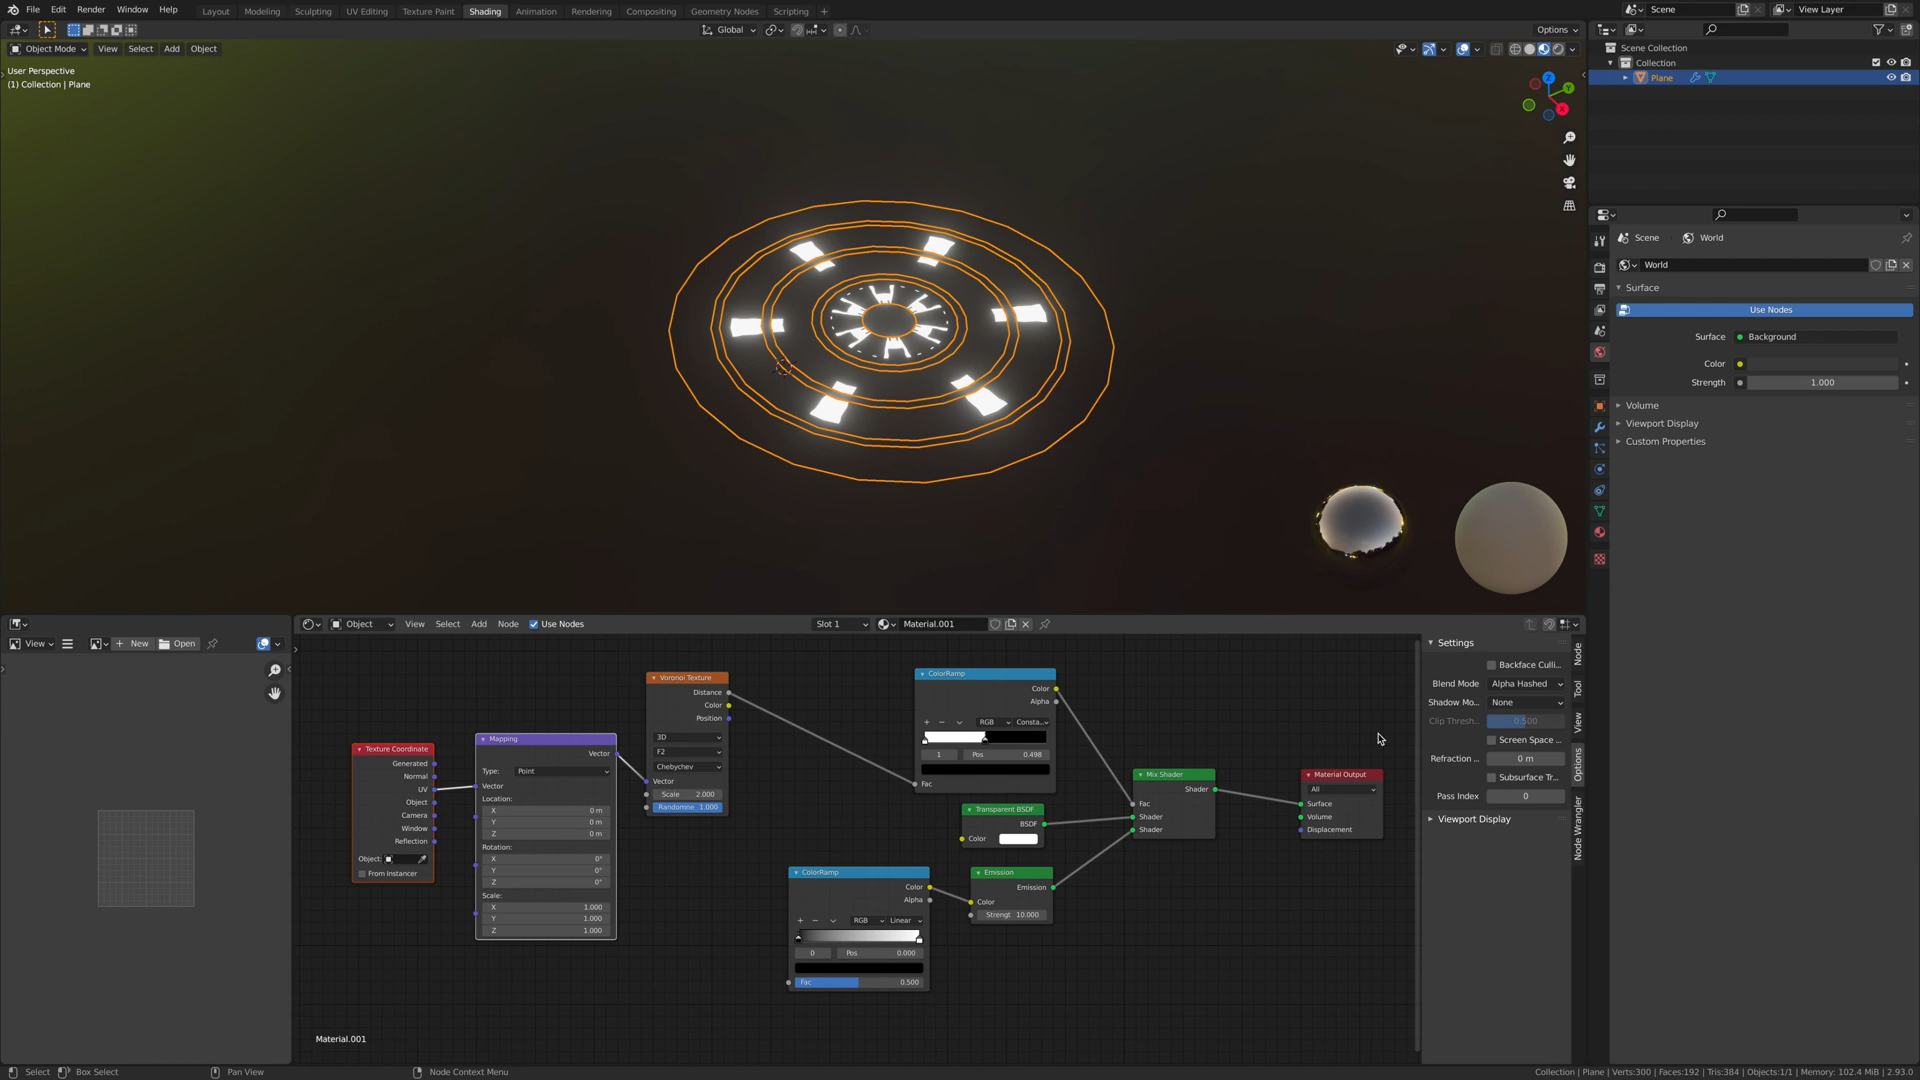 File Edit Render Window Help Layout Modeling Sculpting UV Editing Texture Paint Shading Animation Rendering Compositing Geometry Nodes Scripting + Scene View Layer
Global Options
Object Mode View Select Add Object
User Perspective
(1) Collection | Plane
Z
Y
X
Scene Collection
Collection
Plane
Scene World
World
Surface
Use Nodes
Surface Background
Color
Strength 1.000
Volume
Viewport Display
Custom Properties
View New Open
Object View Select Add Node Use Nodes Slot 1 Material.001
Texture Coordinate
Generated
Normal
UV
Object
Camera
Window
Reflection
Object:
From Instancer
Mapping
Vector
Type: Point
Vector
Location:
X 0 m
Y 0 m
Z 0 m
Rotation:
X 0°
Y 0°
Z 0°
Scale:
X 1.000
Y 1.000
Z 1.000
Voronoi Texture
Distance
Color
Position
3D
F2
Chebychev
Vector
Scale 2.000
Randomne 1.000
ColorRamp
Color
Alpha
+ − RGB Consta...
1 Pos 0.498
Fac
Transparent BSDF
BSDF
Color
ColorRamp
Color
Alpha
+ − RGB Linear
0 Pos 0.000
Fac 0.500
Emission
Emission
Color
Strengt 10.000
Mix Shader
Shader
Fac
Shader
Shader
Material Output
All
Surface
Volume
Displacement
Settings
Backface Culli...
Blend Mode Alpha Hashed
Shadow Mo... None
Clip Thresh... 0.500
Screen Space ...
Refraction ... 0 m
Subsurface Tr...
Pass Index 0
Viewport Display
Node
Tool
View
Options
Node Wrangler
Material.001
Select Box Select Pan View Node Context Menu Collection | Plane | Verts:300 | Faces:192 | Tris:384 | Objects:1/1 | Memory: 102.4 MiB | 2.93.0